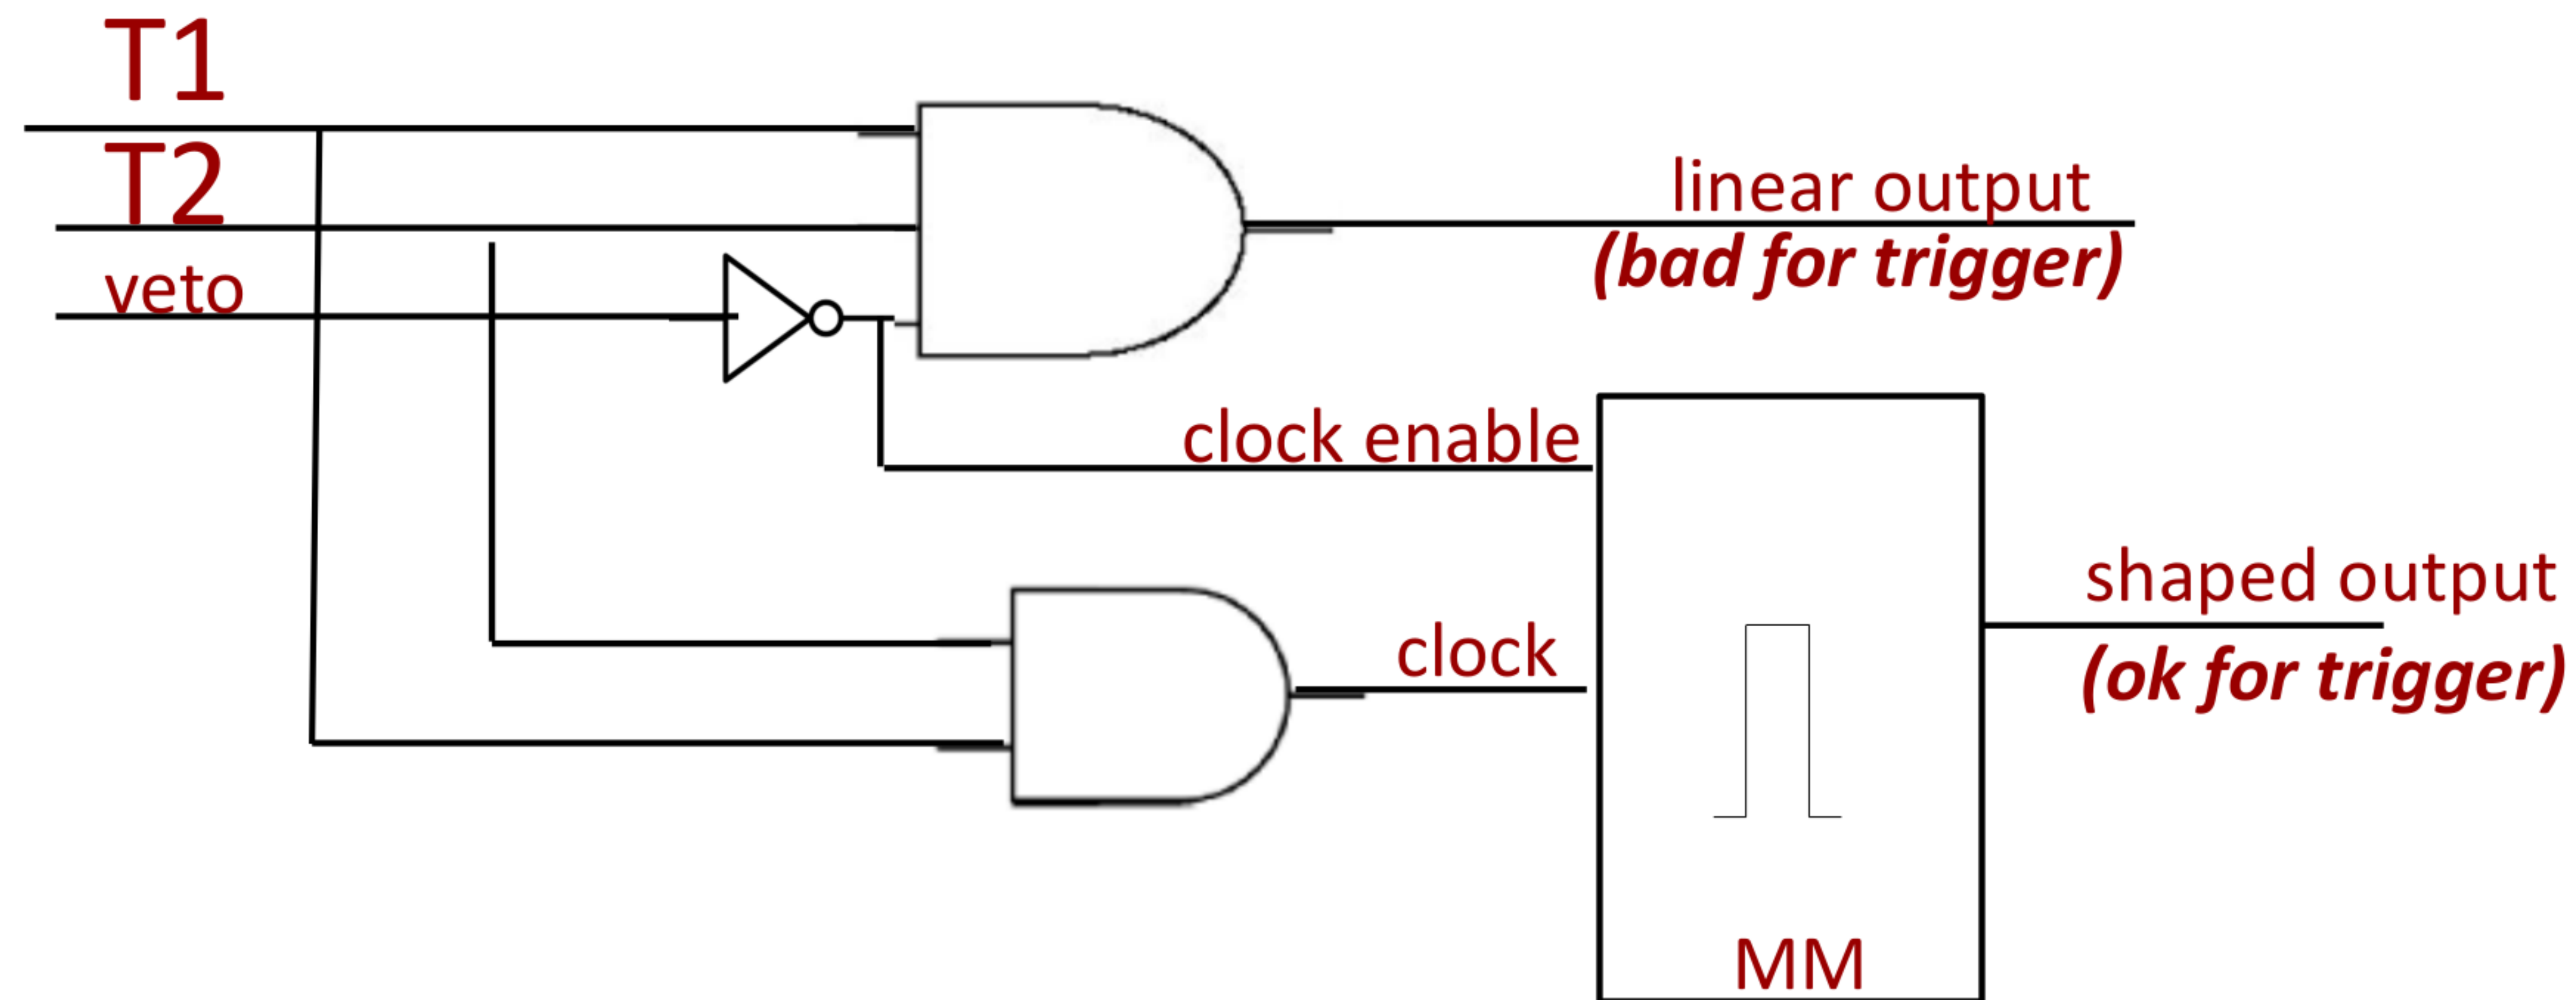 T1
T2
veto
linear output
(bad for trigger)
clock enable
clock
shaped output
(ok for trigger)
MM